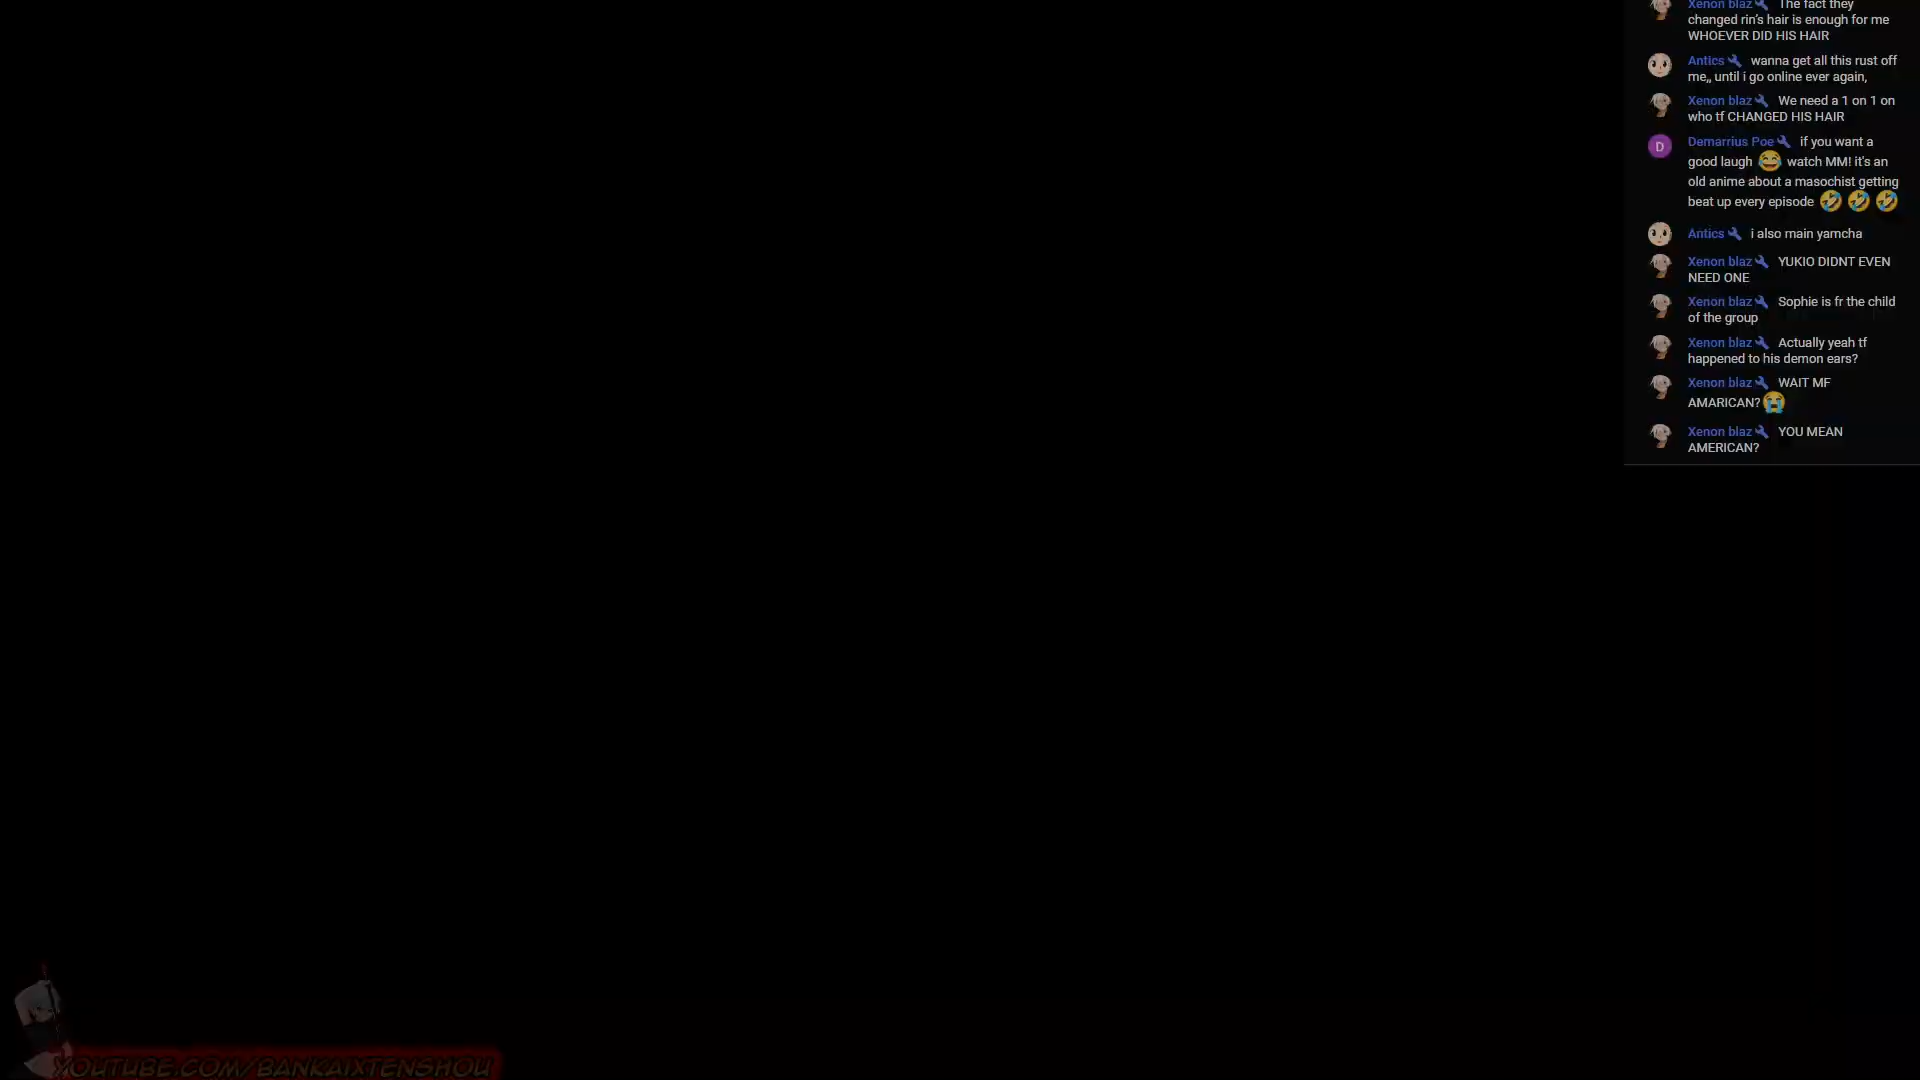 Xenon blaz The fact they
changed rin's hair is enough for me
WHOEVER DID HIS HAIR
Antics wanna get all this rust off
me,, until i go online ever again,
Xenon blaz We need a 1 on 1 on
who tf CHANGED HIS HAIR
D
Demarrius Poe if you want a
good laugh 😂 watch MM! it's an
old anime about a masochist getting
beat up every episode 🤣 🤣 🤣
Antics i also main yamcha
Xenon blaz YUKIO DIDNT EVEN
NEED ONE
Xenon blaz Sophie is fr the child
of the group
Xenon blaz Actually yeah tf
happened to his demon ears?
Xenon blaz WAIT MF
AMARICAN?😭
Xenon blaz YOU MEAN
AMERICAN?
YOUTUBE.COM/BANKAIXTENSHOU